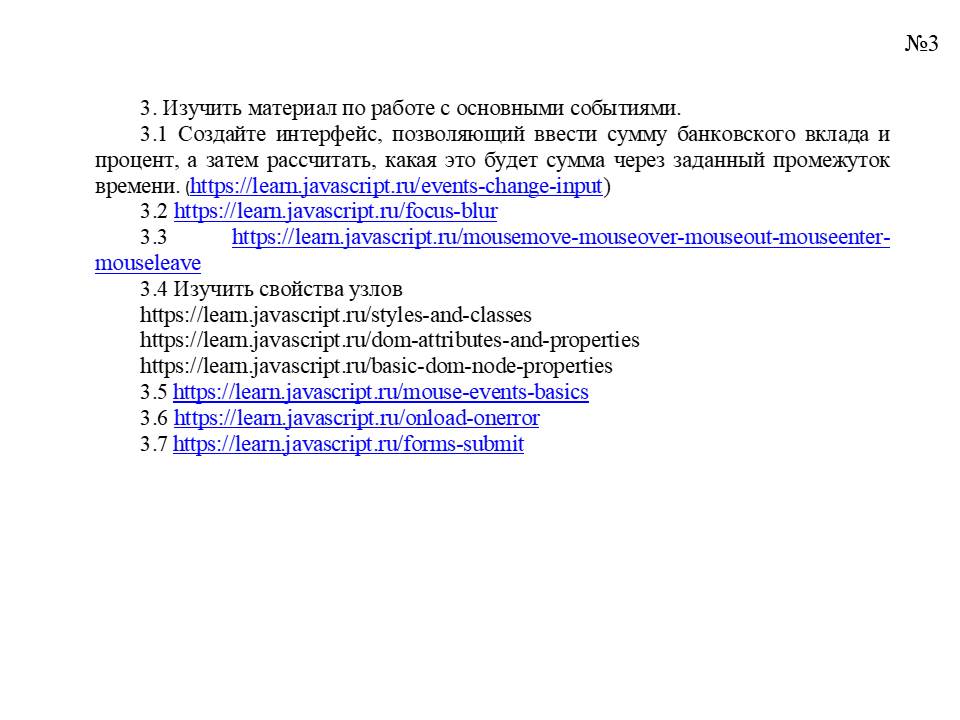 №3
3. Изучить материал по работе с основными событиями.
3.1 Создайте интерфейс, позволяющий ввести сумму банковского вклада и
процент, а затем рассчитать, какая это будет сумма через заданный промежуток
времени. (https://learn.javascript.ru/events-change-input)
3.2 https://learn.javascript.ru/focus-blur
3.3 https://learn.javascript.ru/mousemove-mouseover-mouseout-mouseenter-
mouseleave
3.4 Изучить свойства узлов
https://learn.javascript.ru/styles-and-classes
https://learn.javascript.ru/dom-attributes-and-properties
https://learn.javascript.ru/basic-dom-node-properties
3.5 https://learn.javascript.ru/mouse-events-basics
3.6 https://learn.javascript.ru/onload-onerror
3.7 https://learn.javascript.ru/forms-submit